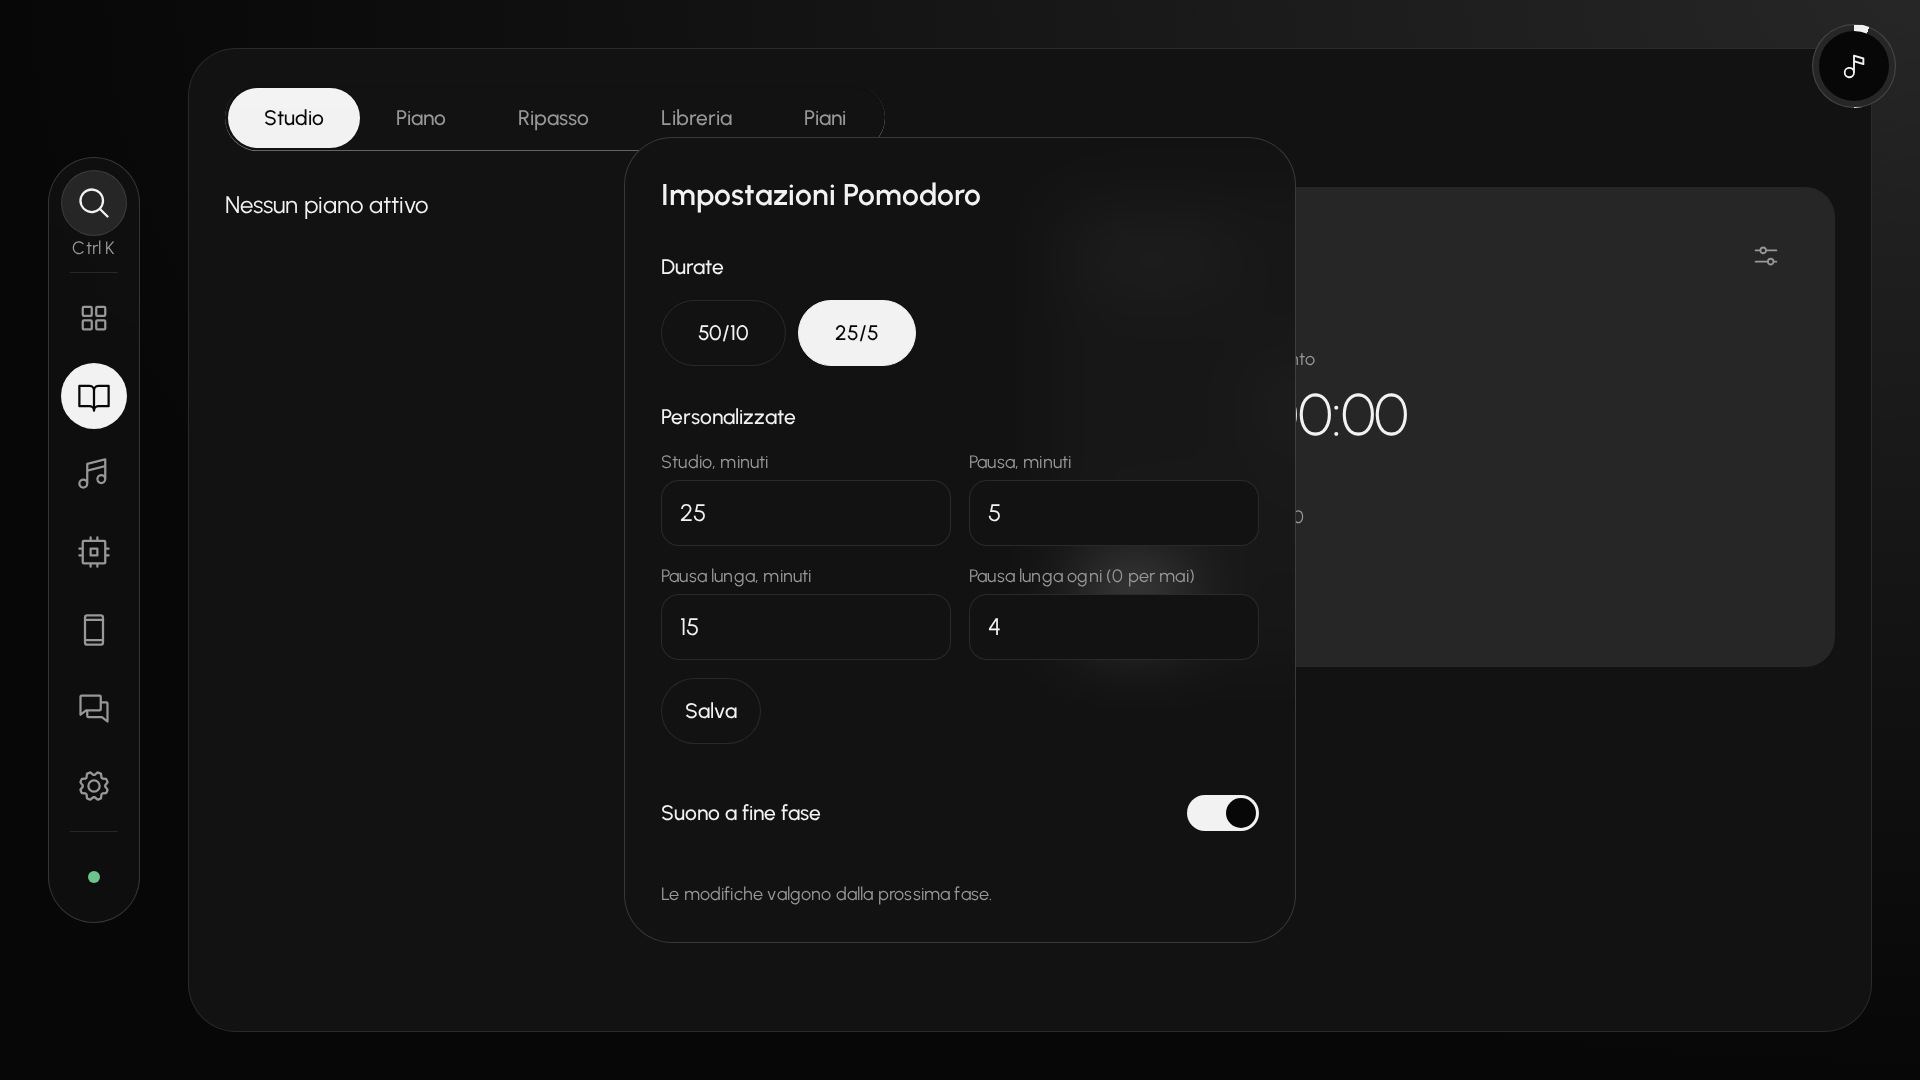 Studio Piano Ripasso Libreria Piani
Nessun piano attivo
Ctrl K
Impostazioni Pomodoro
Durate
50/10 25/5
Personalizzate
Studio, minuti Pausa, minuti
25 5
Pausa lunga, minuti Pausa lunga ogni (0 per mai)
15 4
Salva
Suono a fine fase
Le modifiche valgono dalla prossima fase.
0:00